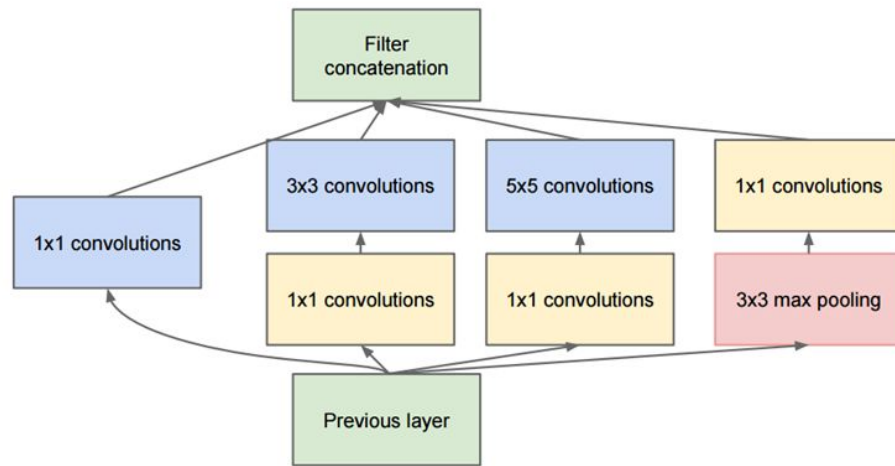 Filter
concatenation
3x3 convolutions
5x5 convolutions
1x1 convolutions
1x1 convolutions
1x1 convolutions
1x1 convolutions
3x3 max pooling
Previous layer